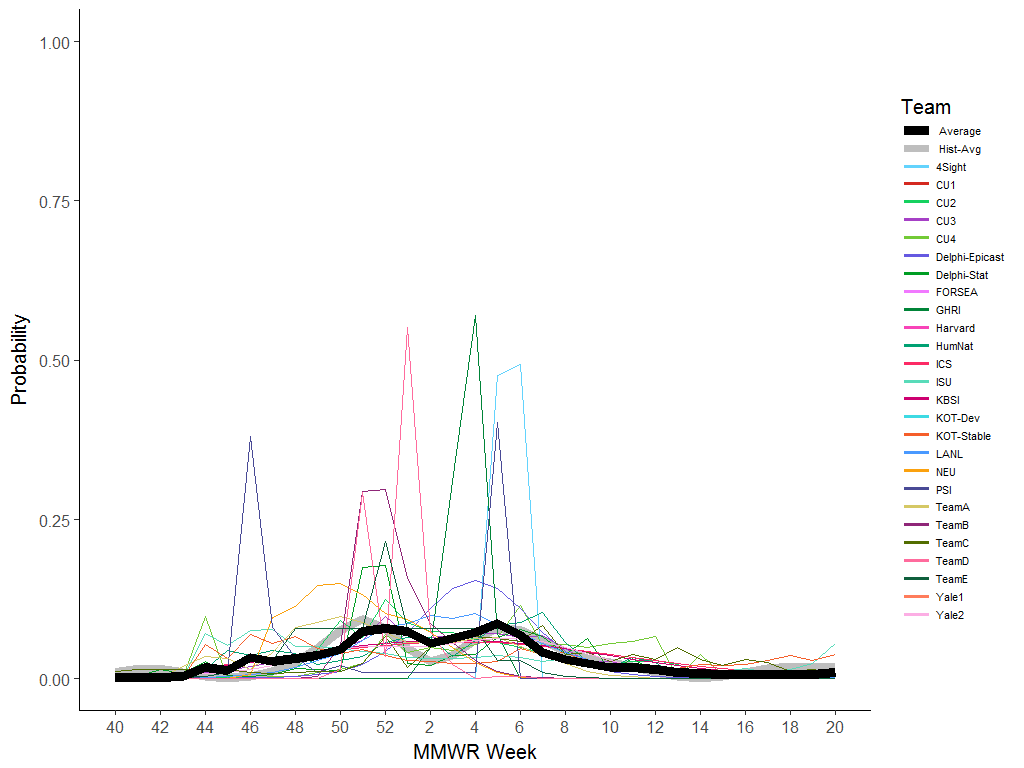 1.00
0.75
0.50
0.25
0.00
Probability
40 42 44 46 48 50 52 2 4 6 8 10 12 14 16 18 20
MMWR Week
Team
Average
Hist-Avg
4Sight
CU1
CU2
CU3
CU4
Delphi-Epicast
Delphi-Stat
FORSEA
GHRI
Harvard
HumNat
ICS
ISU
KBSI
KOT-Dev
KOT-Stable
LANL
NEU
PSI
TeamA
TeamB
TeamC
TeamD
TeamE
Yale1
Yale2